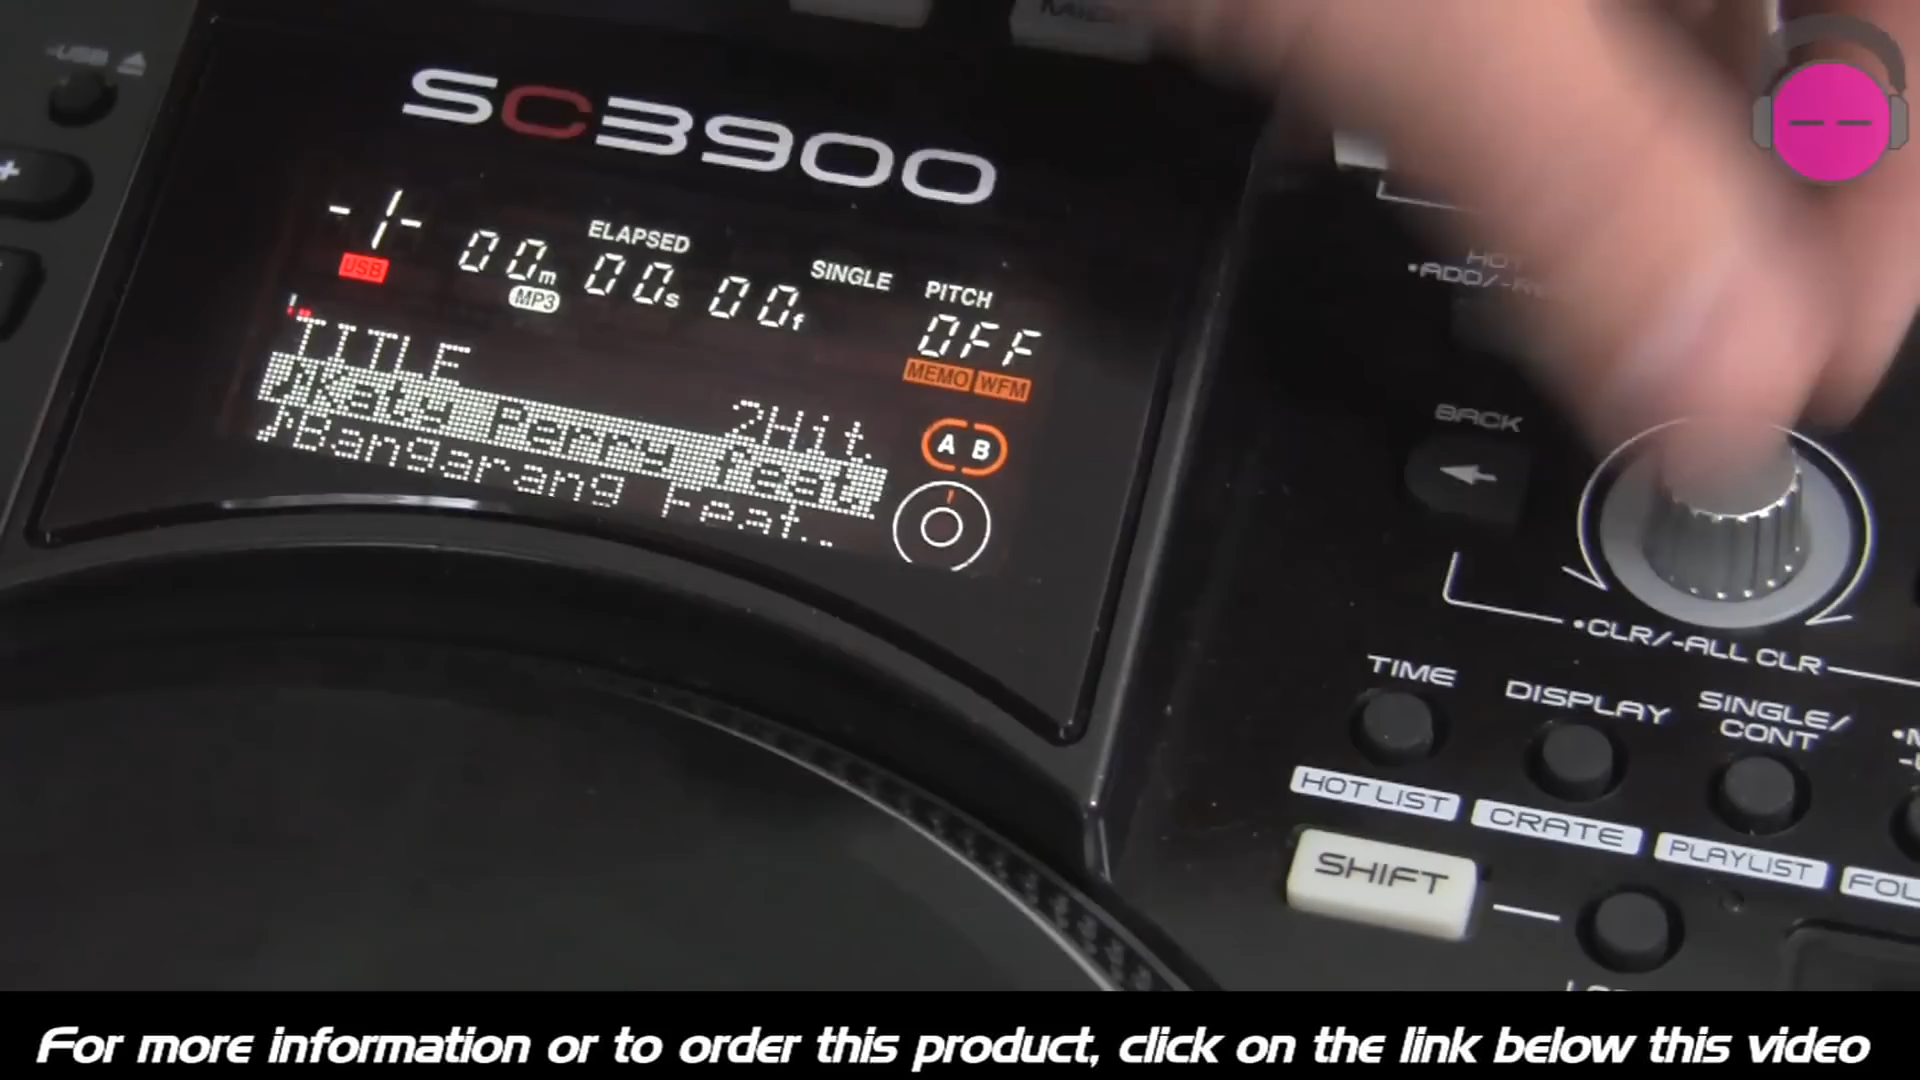 -USB
SC3900
-1-
USB
00m
MP3
ELAPSED
00s
00f
SINGLE
PITCH
OFF
MEMO WFM
TITLE
2Hit
♪Katy Perry feat
♪Bangarang Feat..
A B
BACK
•CLR/-ALL CLR
TIME
DISPLAY
SINGLE/
CONT
HOT LIST
CRATE
PLAYLIST
SHIFT
For more information or to order this product, click on the link below this video